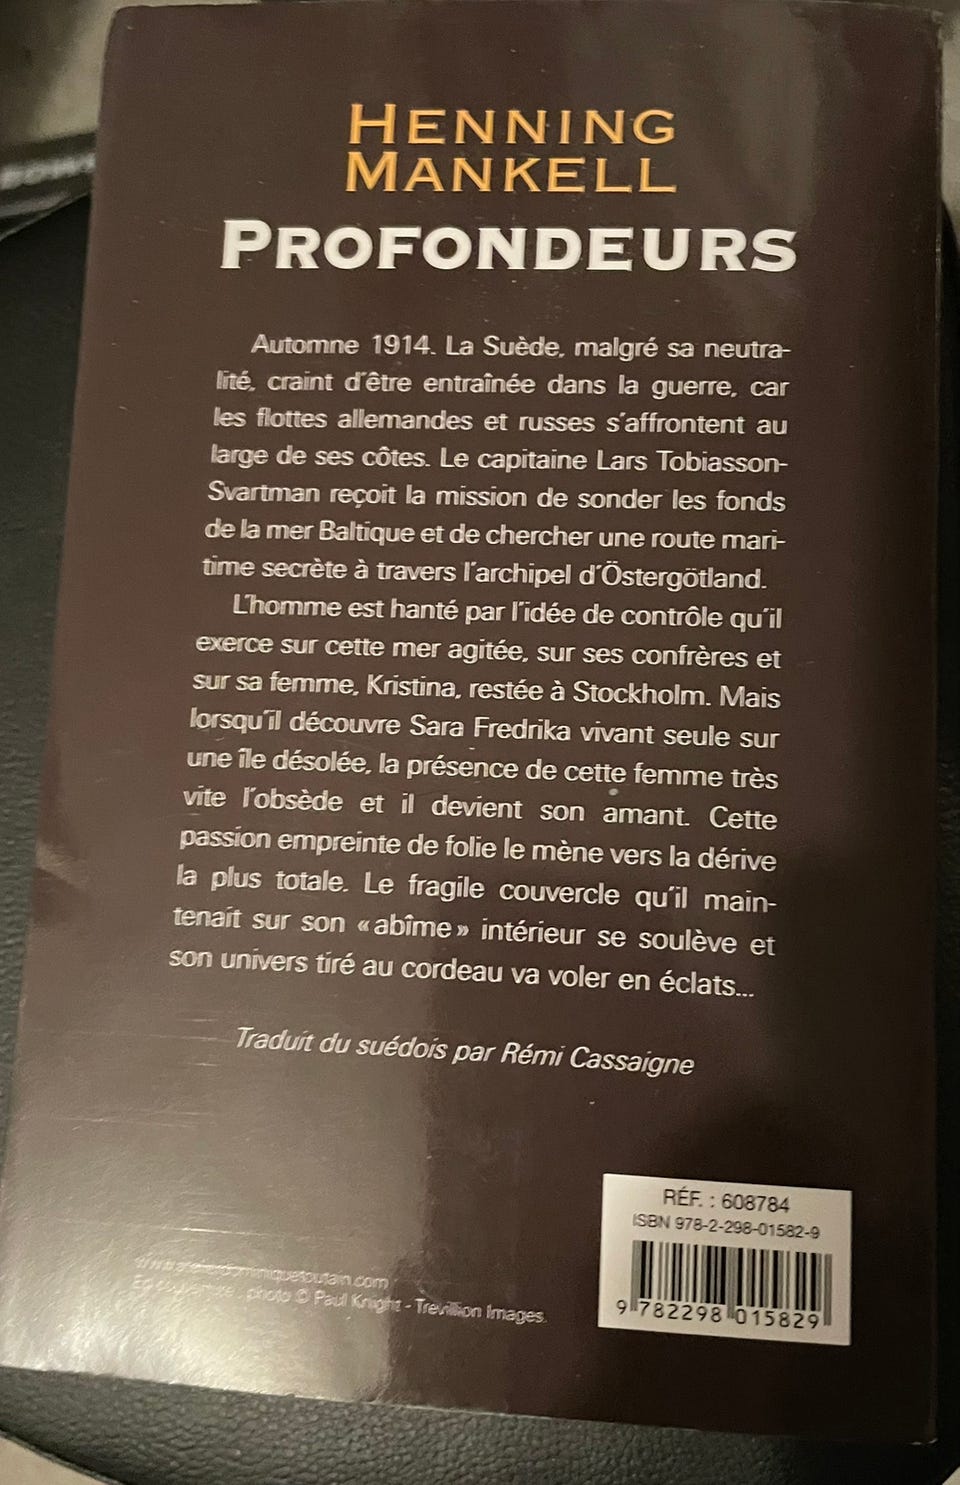 HENNING
MANKELL
PROFONDEURS
Automne 1914. La Suède, malgré sa neutra-
lité, craint d'être entraînée dans la guerre, car
les flottes allemandes et russes s'affrontent au
large de ses côtes. Le capitaine Lars Tobiasson-
Svartman reçoit la mission de sonder les fonds
de la mer Baltique et de chercher une route mari-
time secrète à travers l'archipel d'Östergötland.
L'homme est hanté par l'idée de contrôle qu'il
exerce sur cette mer agitée, sur ses confrères et
sur sa femme, Kristina, restée à Stockholm. Mais
lorsqu'il découvre Sara Fredrika vivant seule sur
une île désolée, la présence de cette femme très
vite l'obsède et il devient son amant. Cette
passion empreinte de folie le mène vers la dérive
la plus totale. Le fragile couvercle qu'il main-
tenait sur son « abîme » intérieur se soulève et
son univers tiré au cordeau va voler en éclats...
Traduit du suédois par Rémi Cassaigne
RÉF. : 608784
ISBN 978-2-298-01582-9
9 782298 015829
photo © Paul Knight - Trevillion Images.